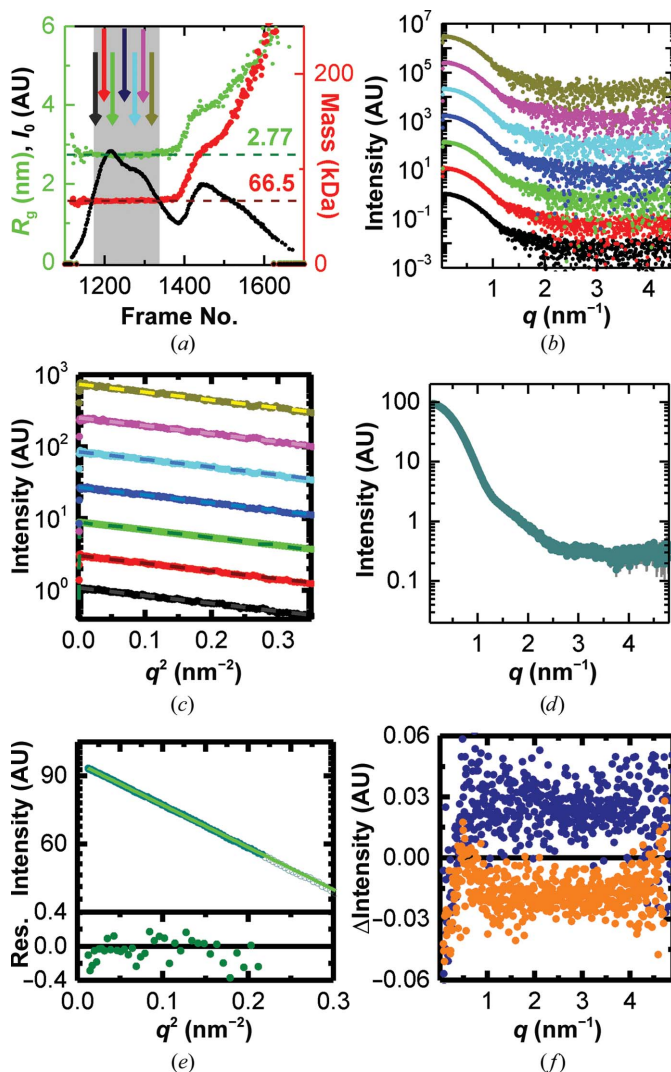 R_g (nm), I_0 (AU)
6
4
2
0
2.77
66.5
200
100
0
Mass (kDa)
1200 1400 1600
Frame No.
(a)
Intensity (AU)
10^7
10^5
10^3
10^1
10^-1
10^-3
0 1 2 3 4
q (nm^-1)
(b)
Intensity (AU)
10^3
10^2
10^1
10^0
0.0 0.1 0.2 0.3
q^2 (nm^-2)
(c)
Intensity (AU)
100
10
1
0.1
1 2 3 4
q (nm^-1)
(d)
Intensity (AU)
90
60
Res.
0.4
0.0
-0.4
0.0 0.1 0.2 0.3
q^2 (nm^-2)
(e)
ΔIntensity (AU)
0.06
0.03
0.00
-0.03
-0.06
1 2 3 4
q (nm^-1)
(f)